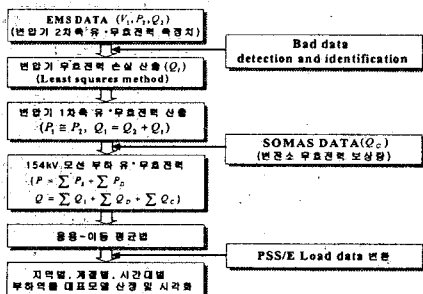 EMS DATA (V₁, P₂, Q₂)
(변압기 2차측 유·무효전력 측정치)
Bad data
detection and identification
변압기 무효전력 손실 산출 (Q_l)
(Least squares method)
변압기 1차측 유·무효전력 산출
(P₁ ≅ P₂, Q₁ = Q₂ + Q_l)
SOMAS DATA(Q_C)
(변전소 무효전력 보상량)
154kV 모선 부하 유·무효전력
(P = ∑ P₁ + ∑ P_D
Q = ∑ Q₁ + ∑ Q_D + ∑ Q_C)
응용-이동 평균법
PSS/E Load data 변환
지역별, 계절별, 시간대별
부하역률 대표모델 산정 및 시각화